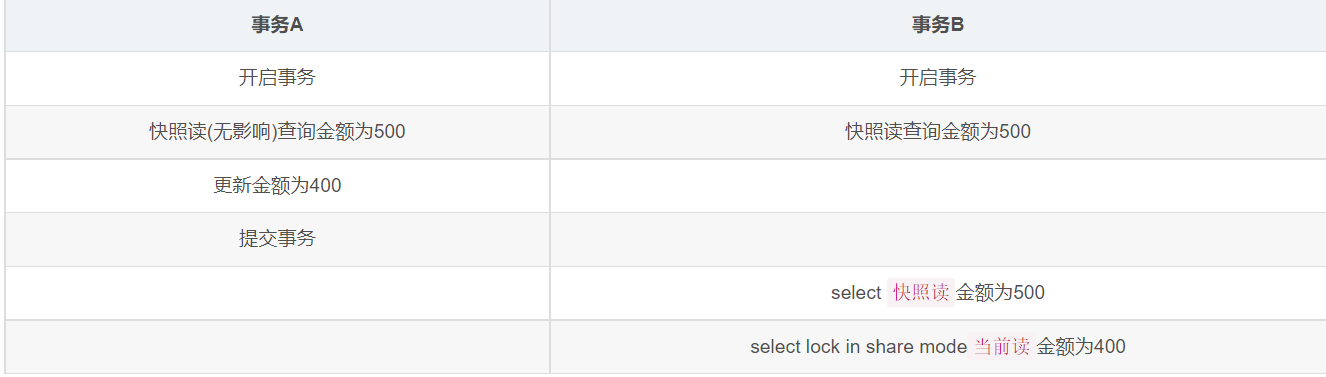 事务A 事务B
开启事务 开启事务
快照读(无影响)查询金额为500 快照读查询金额为500
更新金额为400
提交事务
select 快照读 金额为500
select lock in share mode 当前读 金额为400